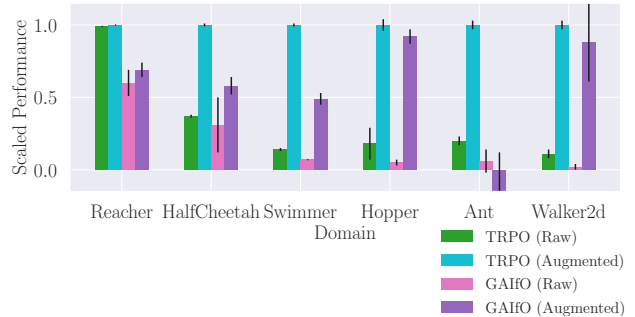 Scaled Performance
1.0
0.5
0.0
Reacher HalfCheetah Swimmer Hopper Ant Walker2d
Domain
TRPO (Raw)
TRPO (Augmented)
GAIfO (Raw)
GAIfO (Augmented)